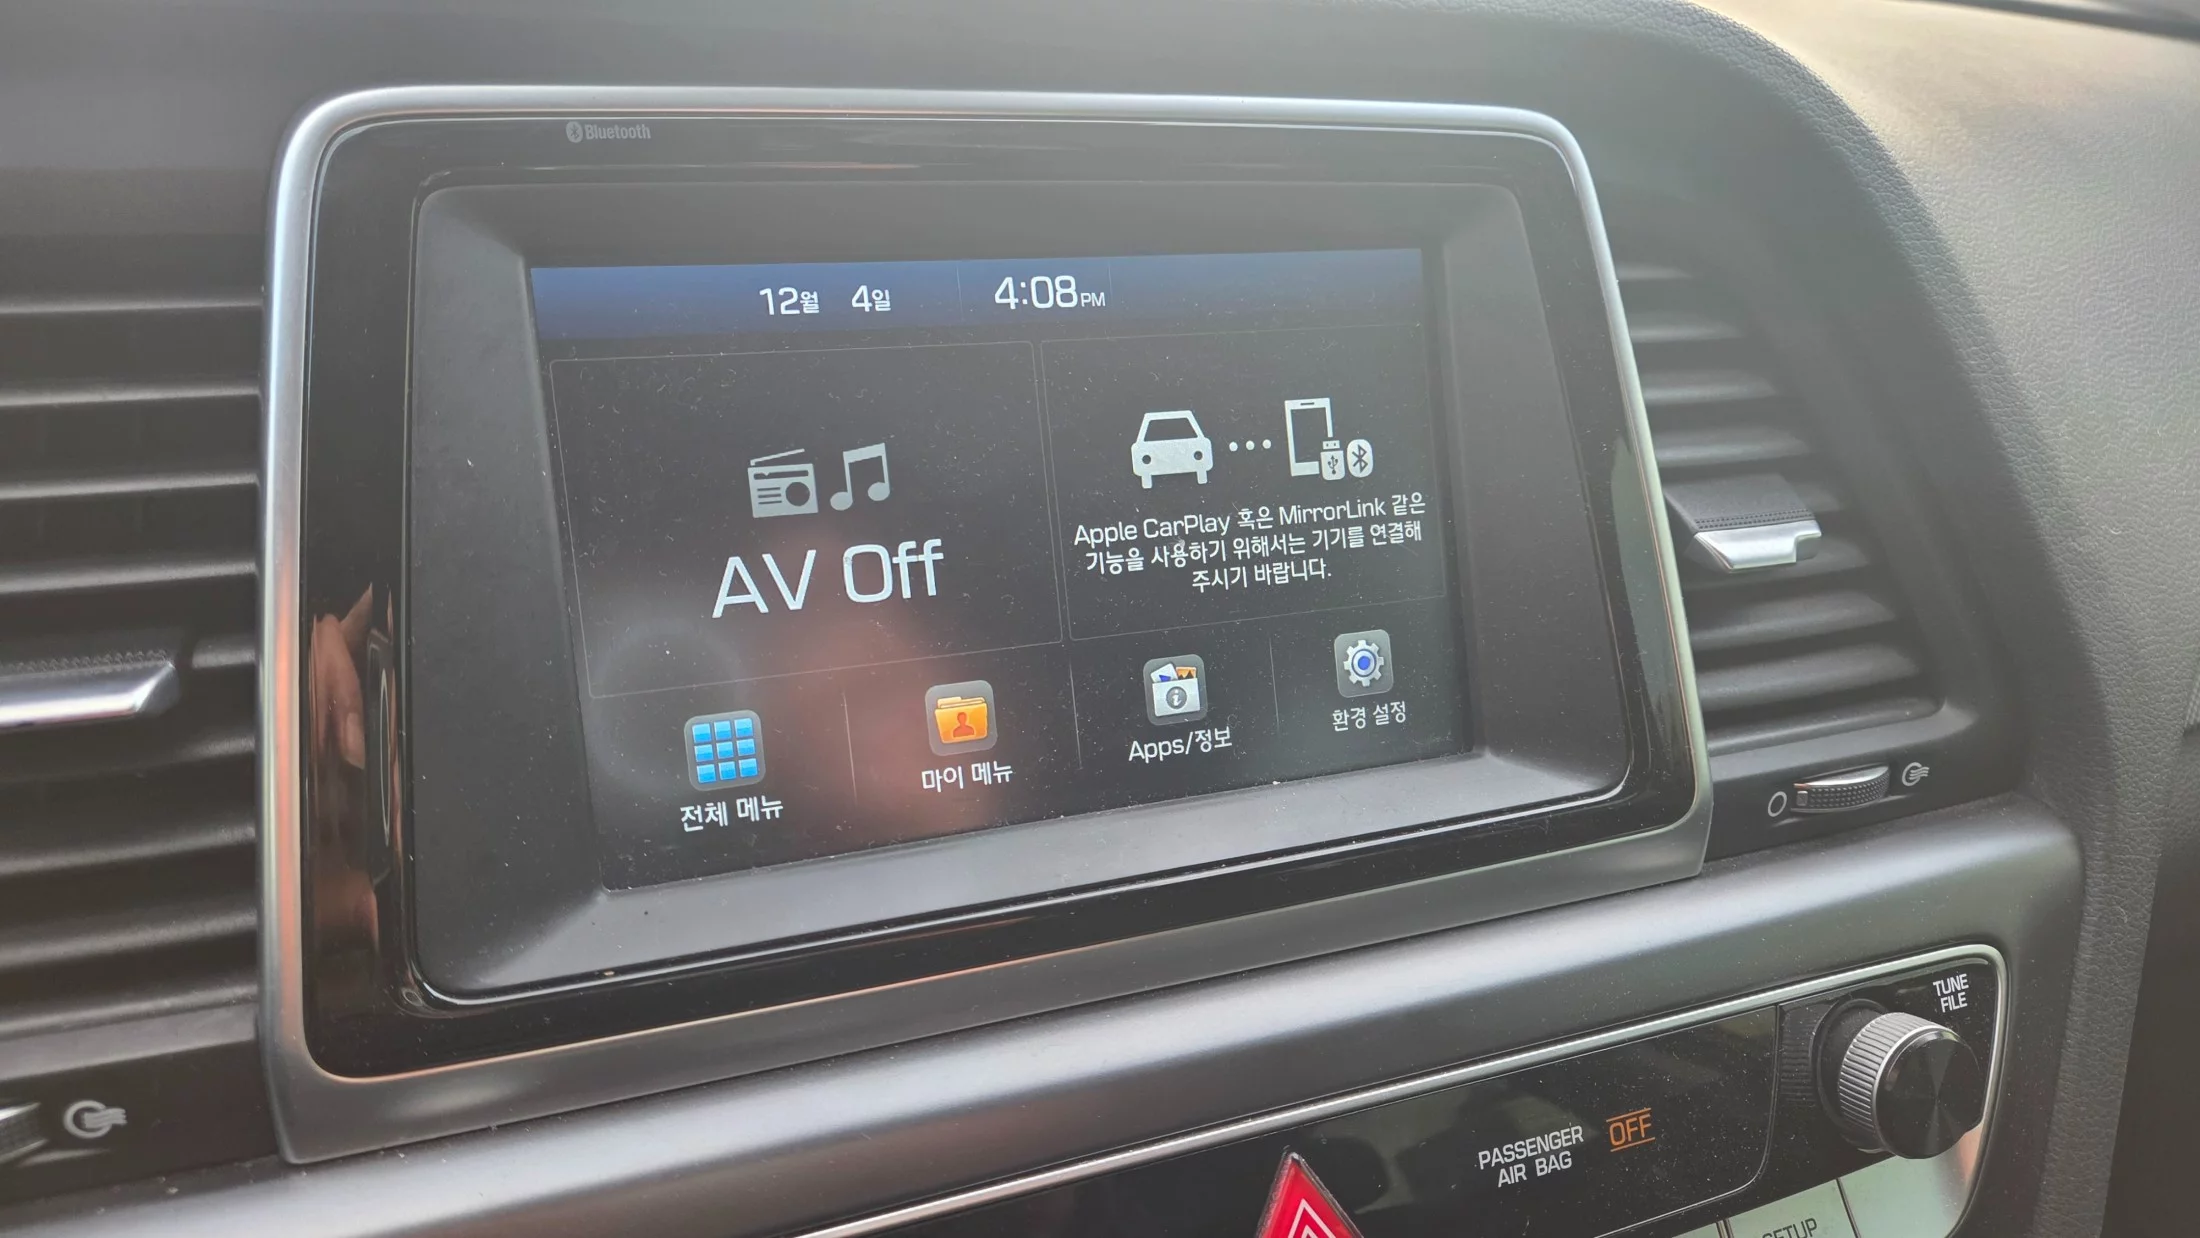 Bluetooth
12월 4일 4:08PM
AV Off
Apple CarPlay 혹은 MirrorLink 같은
기능을 사용하기 위해서는 기기를 연결해
주시기 바랍니다.
전체 메뉴
마이 메뉴
Apps/정보
환경 설정
TUNE
FILE
PASSENGER
AIR BAG
OFF
SETUP